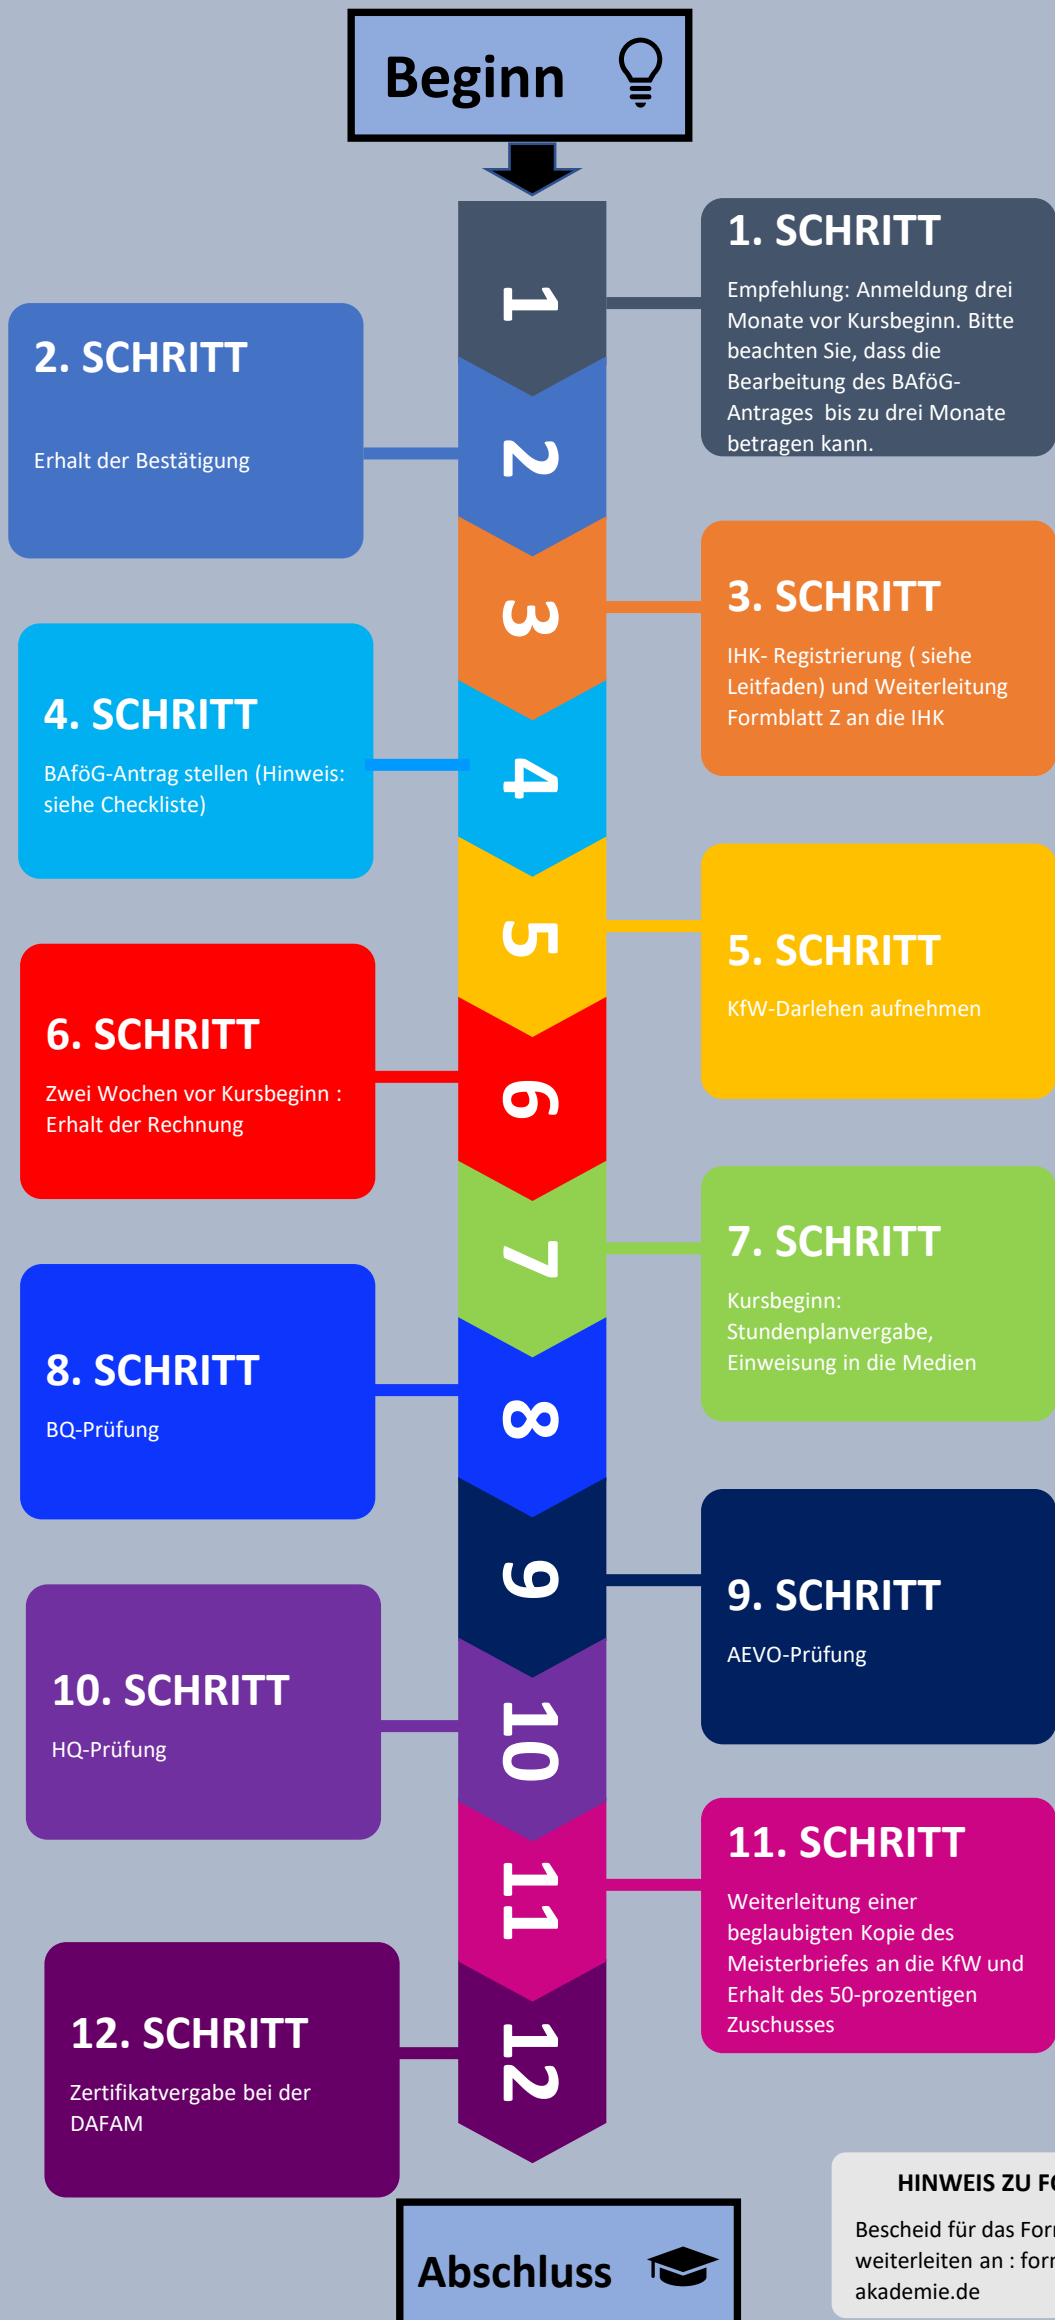 Beginn
1
1. SCHRITT
Empfehlung: Anmeldung drei
Monate vor Kursbeginn. Bitte
beachten Sie, dass die
Bearbeitung des BAföG-
Antrages bis zu drei Monate
betragen kann.
2
2. SCHRITT
Erhalt der Bestätigung
3
3. SCHRITT
IHK- Registrierung ( siehe
Leitfaden) und Weiterleitung
Formblatt Z an die IHK
4
4. SCHRITT
BAföG-Antrag stellen (Hinweis:
siehe Checkliste)
5
5. SCHRITT
KfW-Darlehen aufnehmen
6
6. SCHRITT
Zwei Wochen vor Kursbeginn :
Erhalt der Rechnung
7
7. SCHRITT
Kursbeginn:
Stundenplanvergabe,
Einweisung in die Medien
8
8. SCHRITT
BQ-Prüfung
9
9. SCHRITT
AEVO-Prüfung
10
10. SCHRITT
HQ-Prüfung
11
11. SCHRITT
Weiterleitung einer
beglaubigten Kopie des
Meisterbriefes an die KfW und
Erhalt des 50-prozentigen
Zuschusses
12
12. SCHRITT
Zertifikatvergabe bei der
DAFAM
HINWEIS ZU
Bescheid für das
weiterleiten an :
akademie.de
Abschluss